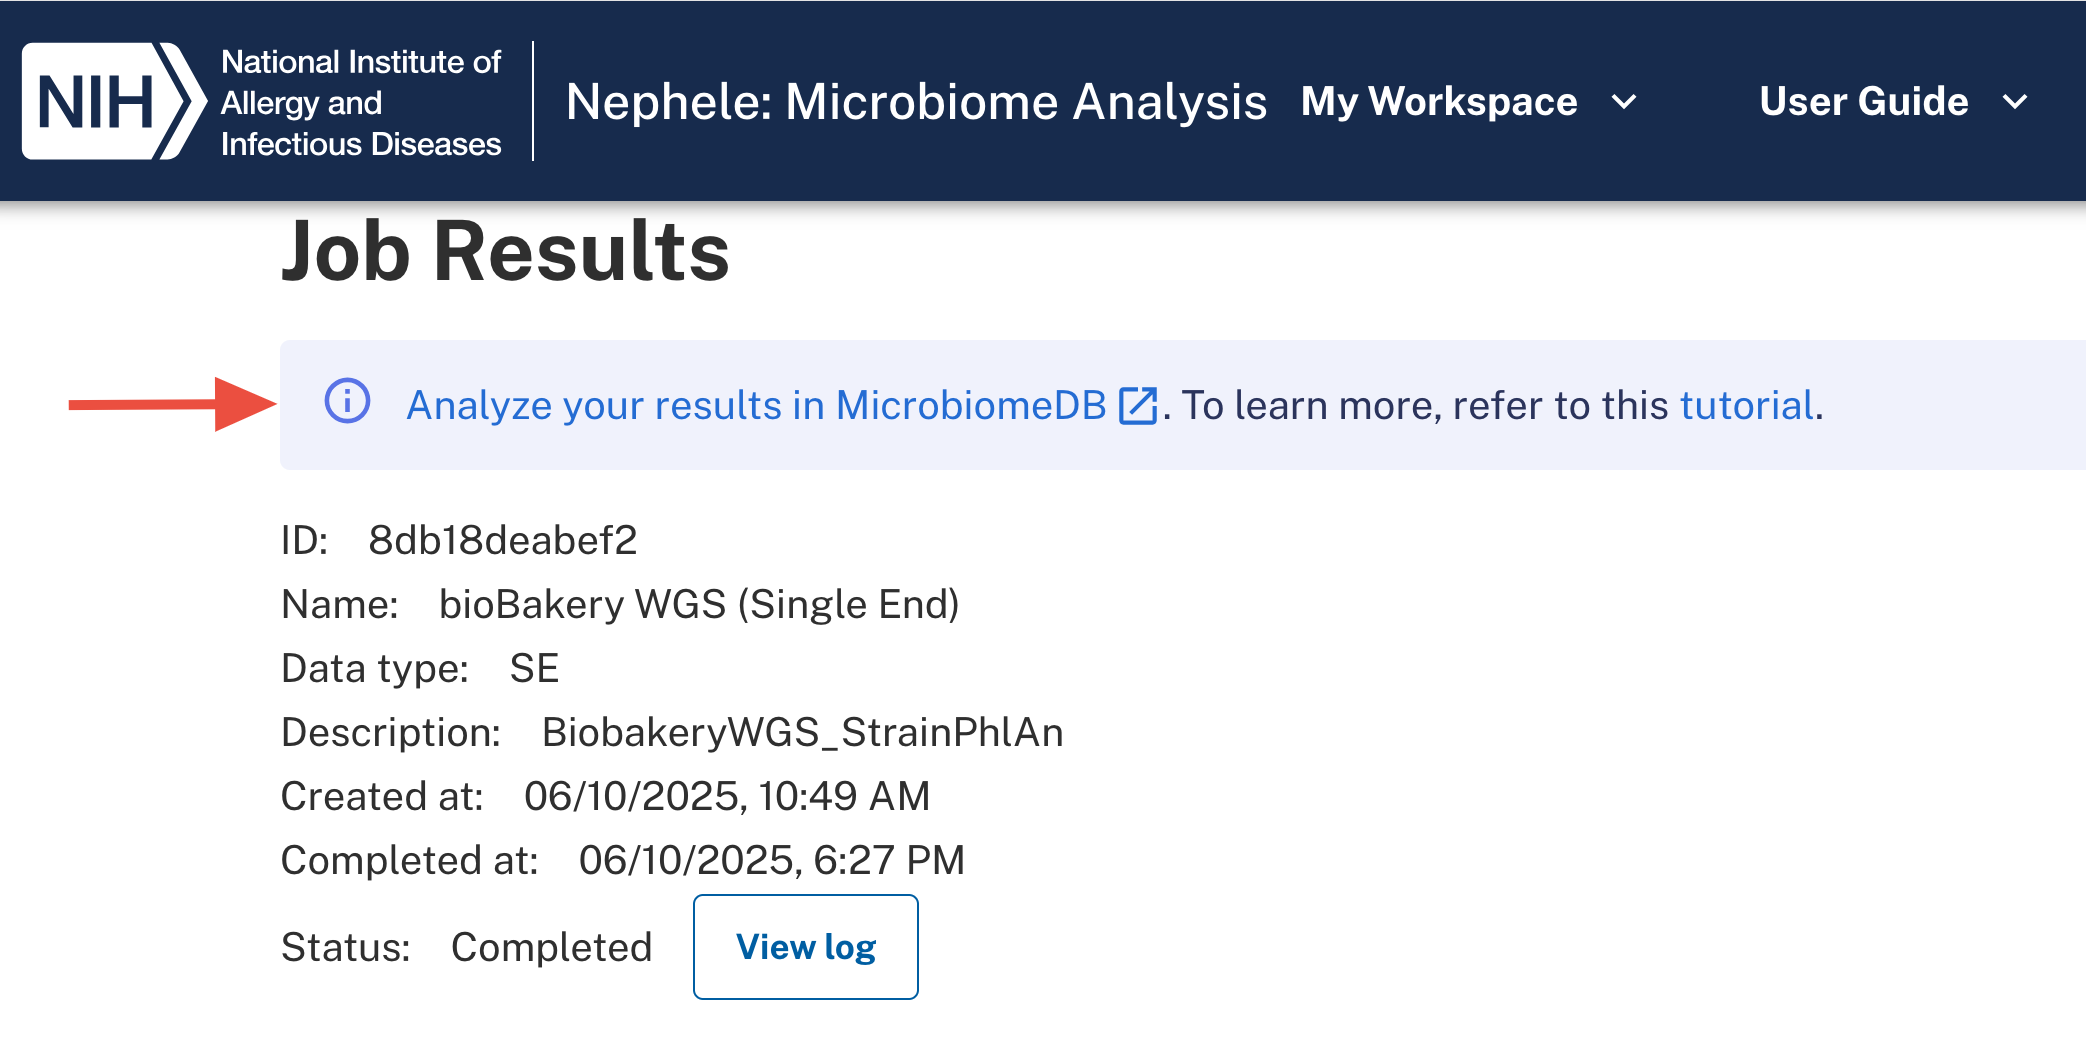 NIH
National Institute of
Allergy and
Infectious Diseases
Nephele: Microbiome Analysis My Workspace User Guide
Job Results
Analyze your results in MicrobiomeDB. To learn more, refer to this tutorial.
ID: 8db18deabef2
Name: bioBakery WGS (Single End)
Data type: SE
Description: BiobakeryWGS_StrainPhlAn
Created at: 06/10/2025, 10:49 AM
Completed at: 06/10/2025, 6:27 PM
Status: Completed View log